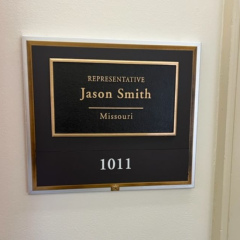 REPRESENTATIVE
Jason Smith
Missouri
1011